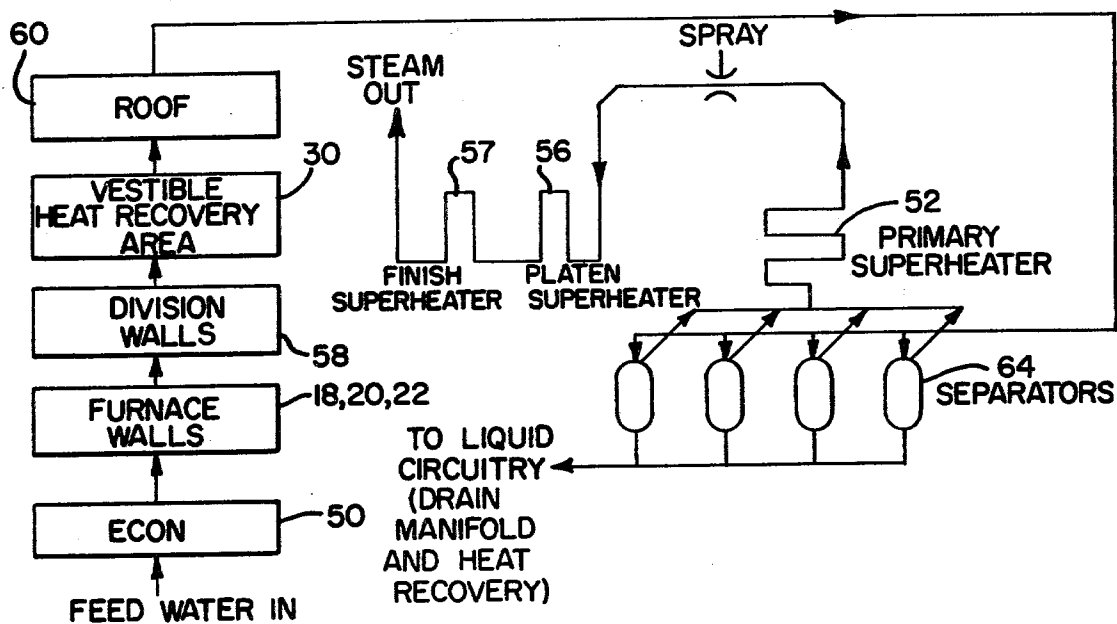 60
ROOF
30
VESTIBLE
HEAT RECOVERY
AREA
DIVISION
WALLS
58
FURNACE
WALLS
18,20,22
ECON
50
FEED WATER IN
STEAM
OUT
57
56
FINISH
SUPERHEATER
PLATEN
SUPERHEATER
SPRAY
52
PRIMARY
SUPERHEATER
64
SEPARATORS
TO LIQUID
CIRCUITRY
(DRAIN
MANIFOLD
AND HEAT
RECOVERY)